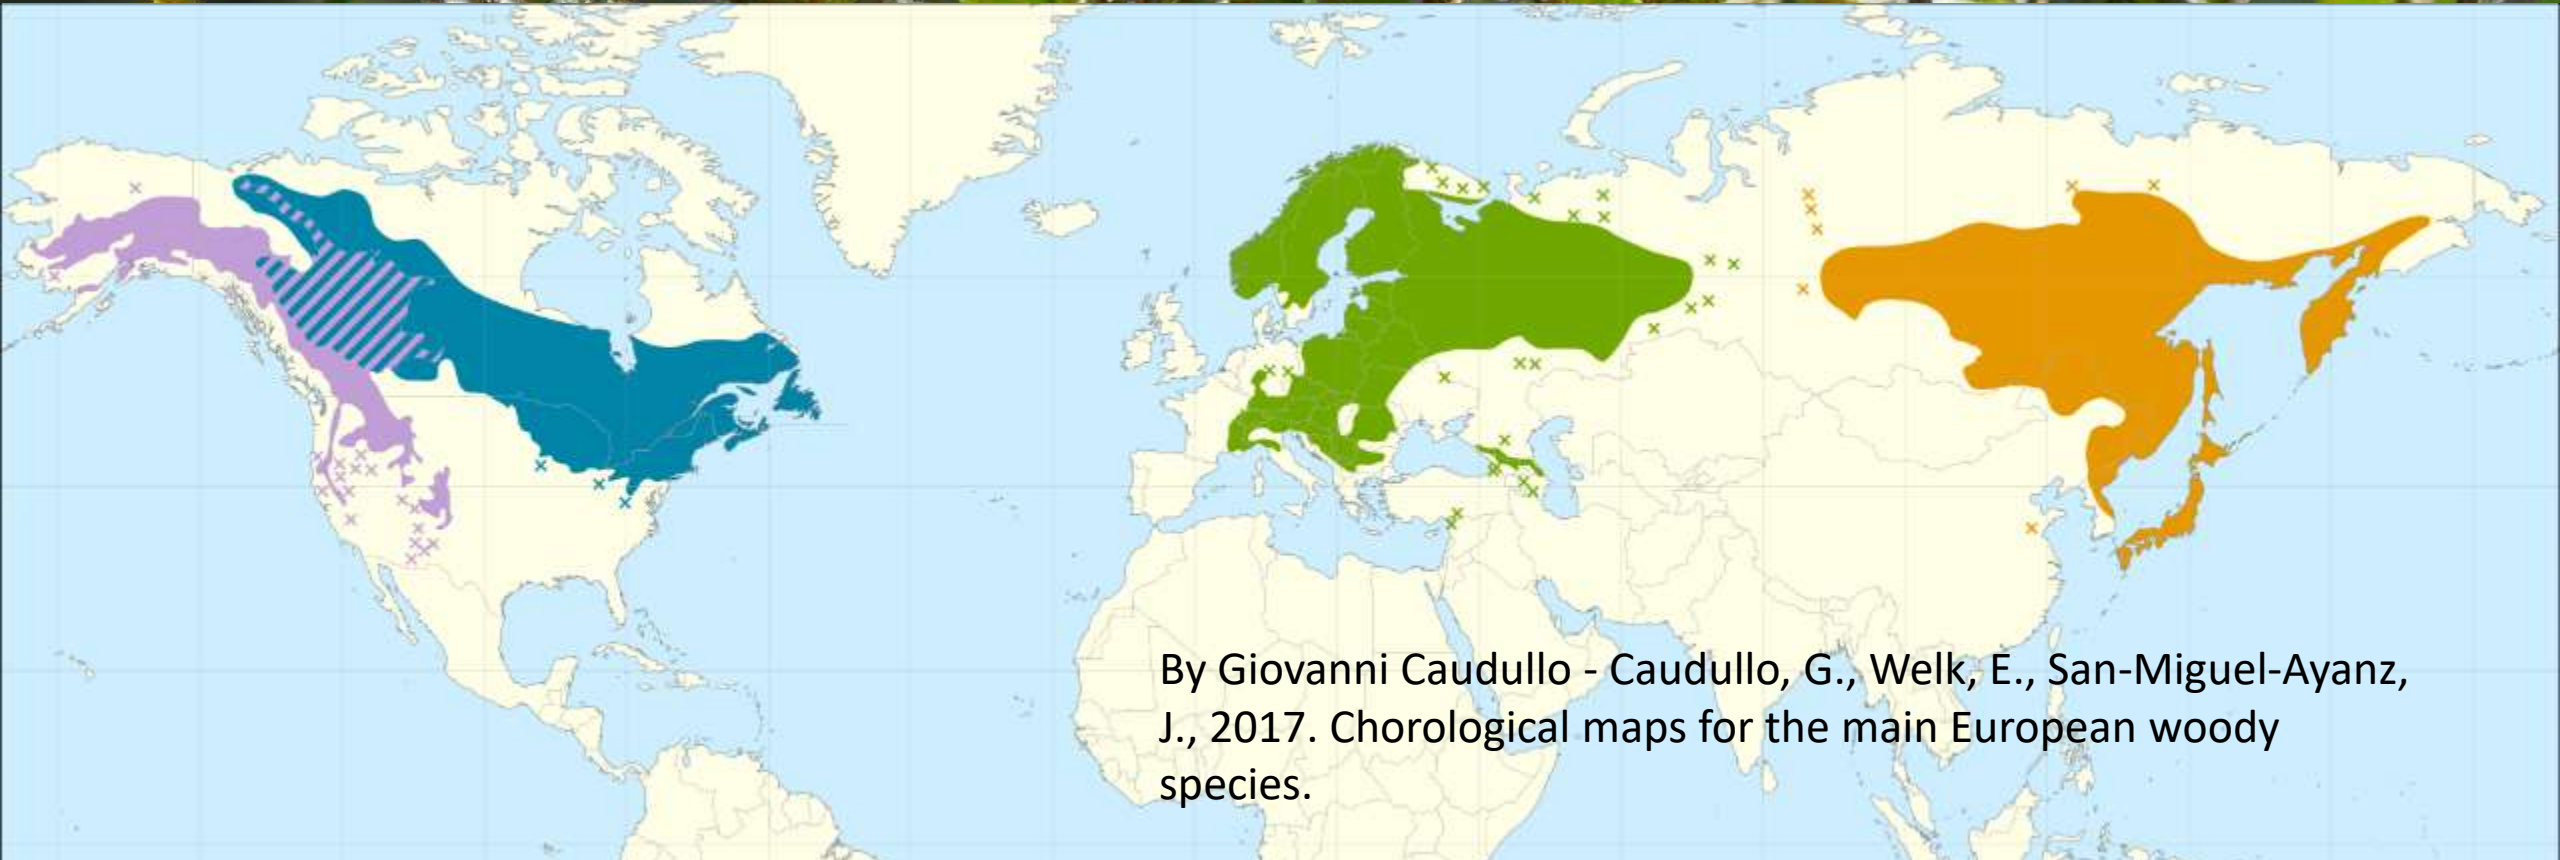 By Giovanni Caudullo - Caudullo, G., Welk, E., San-Miguel-Ayanz,
J., 2017. Chorological maps for the main European woody
species.